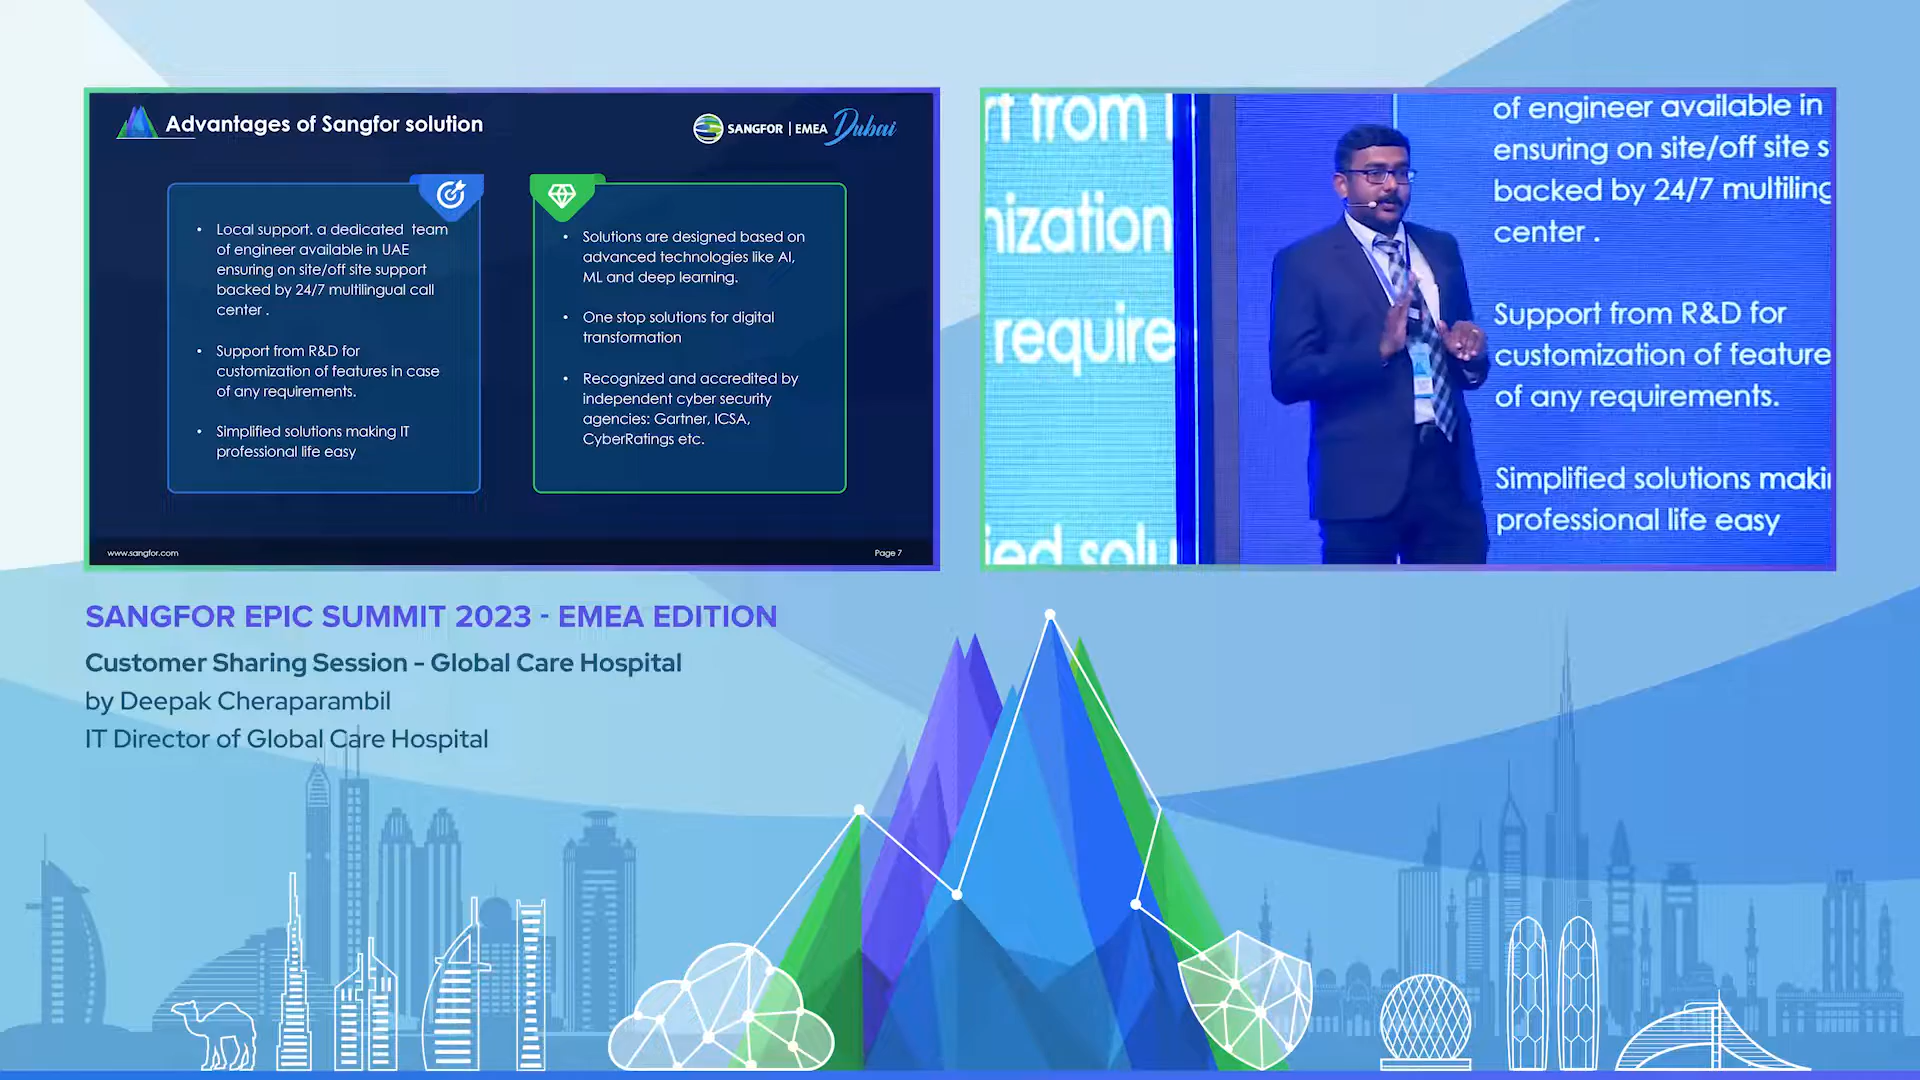 Advantages of Sangfor solution
SANGFOR | EMEA Dubai
• Local support. a dedicated team
of engineer available in UAE
ensuring on site/off site support
backed by 24/7 multilingual call
center .
• Support from R&D for
customization of features in case
of any requirements.
• Simplified solutions making IT
professional life easy
• Solutions are designed based on
advanced technologies like AI,
ML and deep learning.
• One stop solutions for digital
transformation
• Recognized and accredited by
independent cyber security
agencies: Gartner, ICSA,
CyberRatings etc.
www.sangfor.com
Page 7
rt from
nization
require
ied solu
of engineer available in
ensuring on site/off site s
backed by 24/7 multiling
center .
Support from R&D for
customization of feature
of any requirements.
Simplified solutions maki
professional life easy
SANGFOR EPIC SUMMIT 2023 - EMEA EDITION
Customer Sharing Session - Global Care Hospital
by Deepak Cheraparambil
IT Director of Global Care Hospital